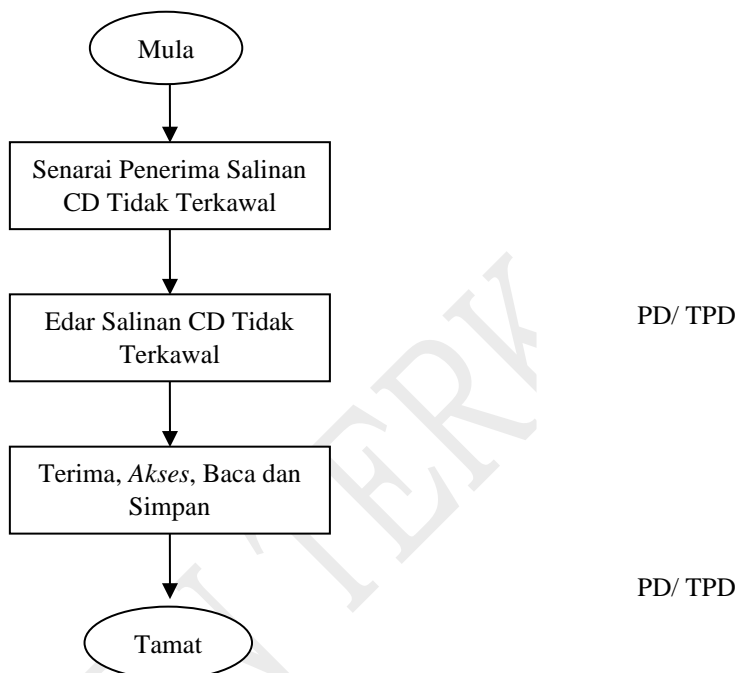 Mula
Senarai Penerima Salinan
CD Tidak Terkawal
Edar Salinan CD Tidak
Terkawal
PD/ TPD
Terima, Akses, Baca dan
Simpan
PD/ TPD
Tamat